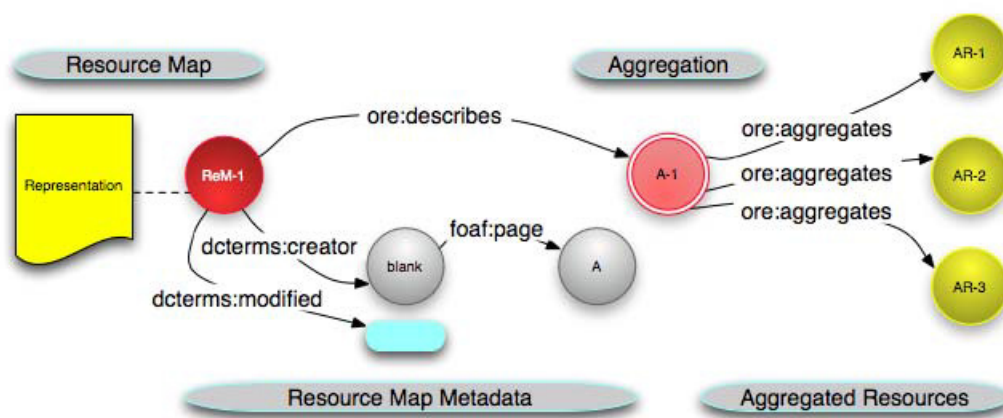 AR-1
Resource Map
Aggregation
ore:describes
ore:aggregates
Representation
ReM-1
A-1
ore:aggregates
AR-2
ore:aggregates
foaf:page
dcterms:creator
blank
A
AR-3
dcterms:modified
Resource Map Metadata
Aggregated Resources